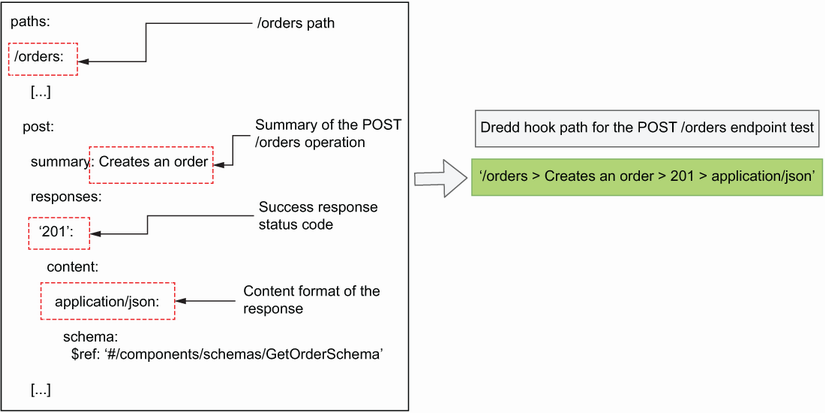 paths:
/orders path
/orders:
[...]
post:
Summary of the POST
/orders operation
summary: Creates an order
responses:
Success response
status code
‘201’:
content:
application/json:
Content format of the
response
schema:
$ref: ‘#/components/schemas/GetOrderSchema’
[...]
Dredd hook path for the POST /orders endpoint test
‘/orders > Creates an order > 201 > application/json’